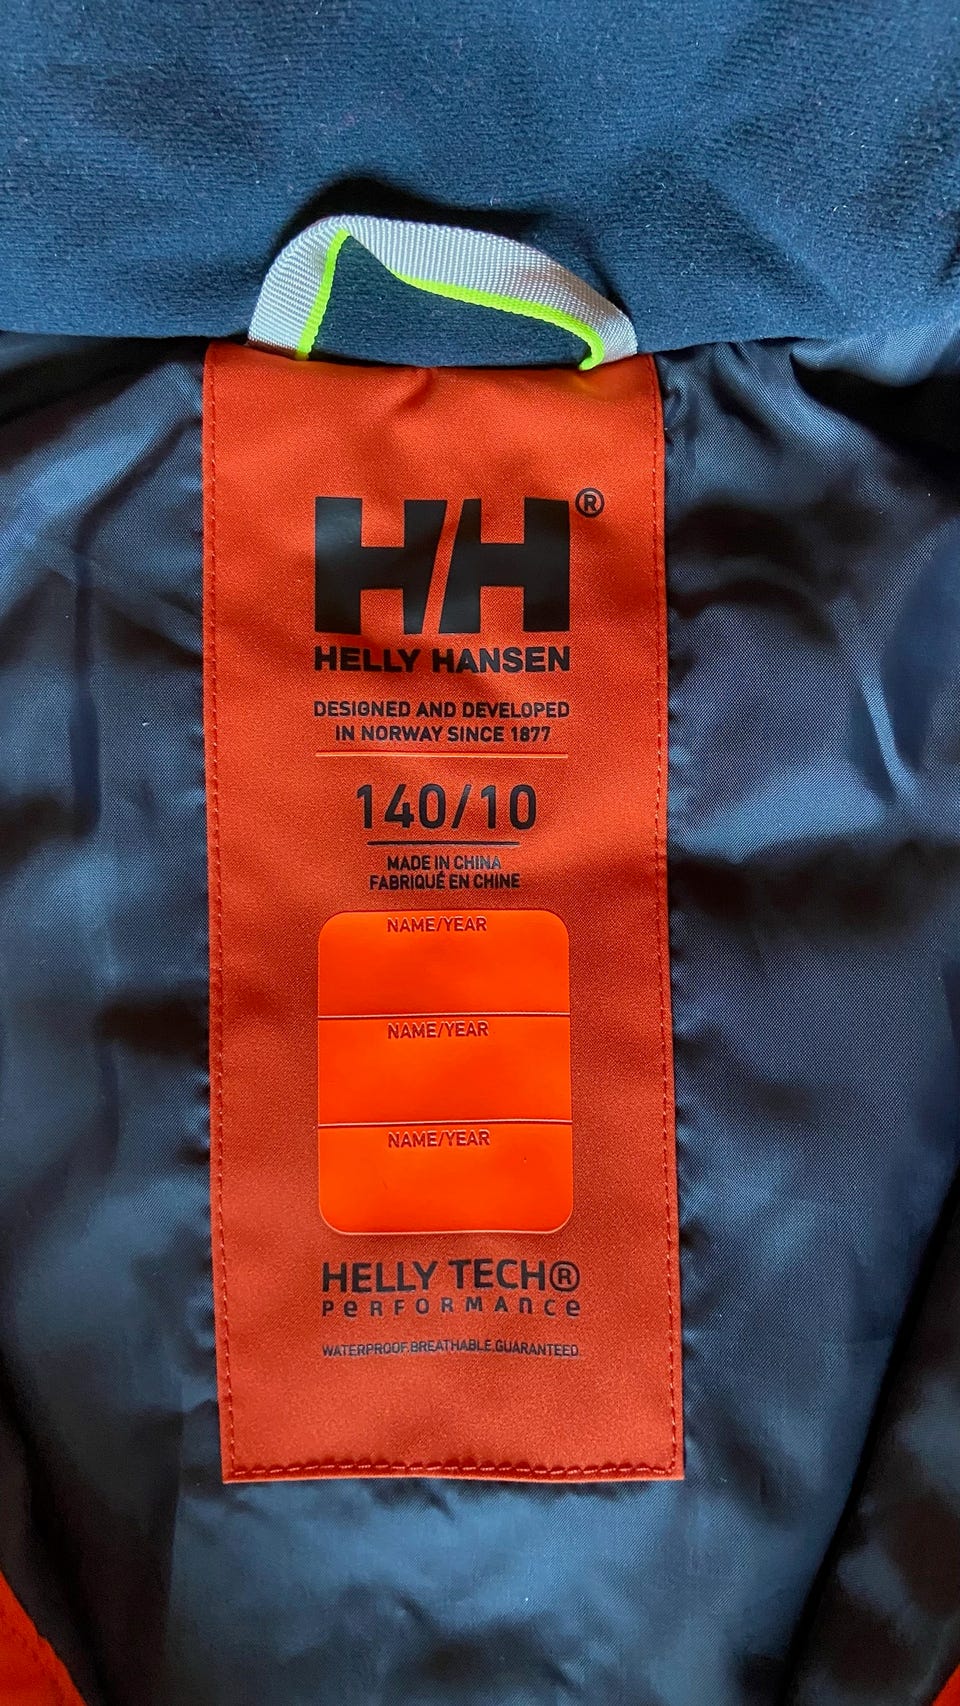 HH®
HELLY HANSEN
DESIGNED AND DEVELOPED
IN NORWAY SINCE 1877
140/10
MADE IN CHINA
FABRIQUÉ EN CHINE
NAME/YEAR
NAME/YEAR
NAME/YEAR
HELLY TECH®
PeRFORMANce
WATERPROOF.BREATHABLE.GUARANTEED.